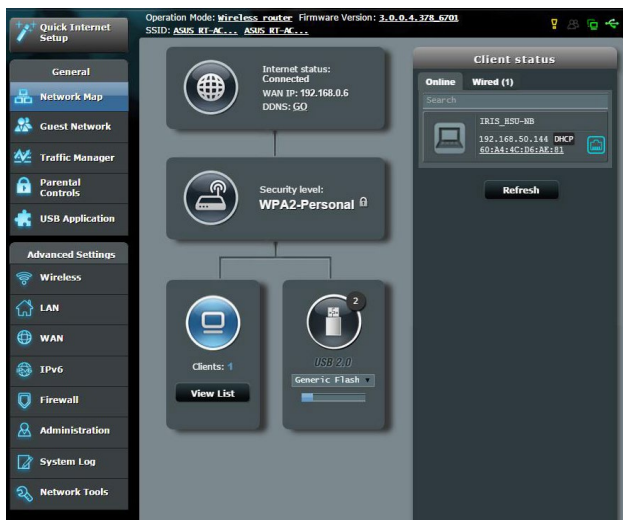 Quick Internet
Setup
Operation Mode: Wireless router Firmware Version: 3.0.0.4.378_6701
SSID: ASUS RT-AC... ASUS RT-AC...
General
Network Map
Guest Network
Traffic Manager
Parental
Controls
USB Application
Advanced Settings
Wireless
LAN
WAN
IPv6
Firewall
Administration
System Log
Network Tools
Internet status:
Connected
WAN IP: 192.168.0.6
DDNS: GO
Security level:
WPA2-Personal
Clients: 1
View List
2
USB 2.0
Generic Flash
Client status
Online Wired (1)
Search
IRIS_HSU-NB
192.168.50.144 DHCP
60:A4:4C:D6:AE:81
Refresh